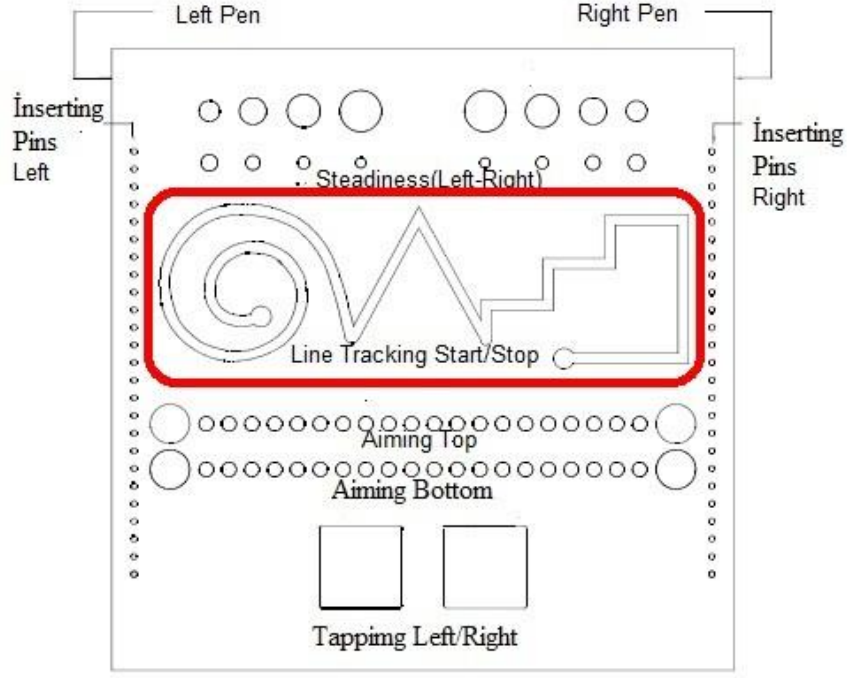 Left Pen
Right Pen
İnserting
Pins
Left
İnserting
Pins
Right
Steadiness(Left-Right)
Line Tracking Start/Stop
Aiming Top
Aiming Bottom
Tappimg Left/Right